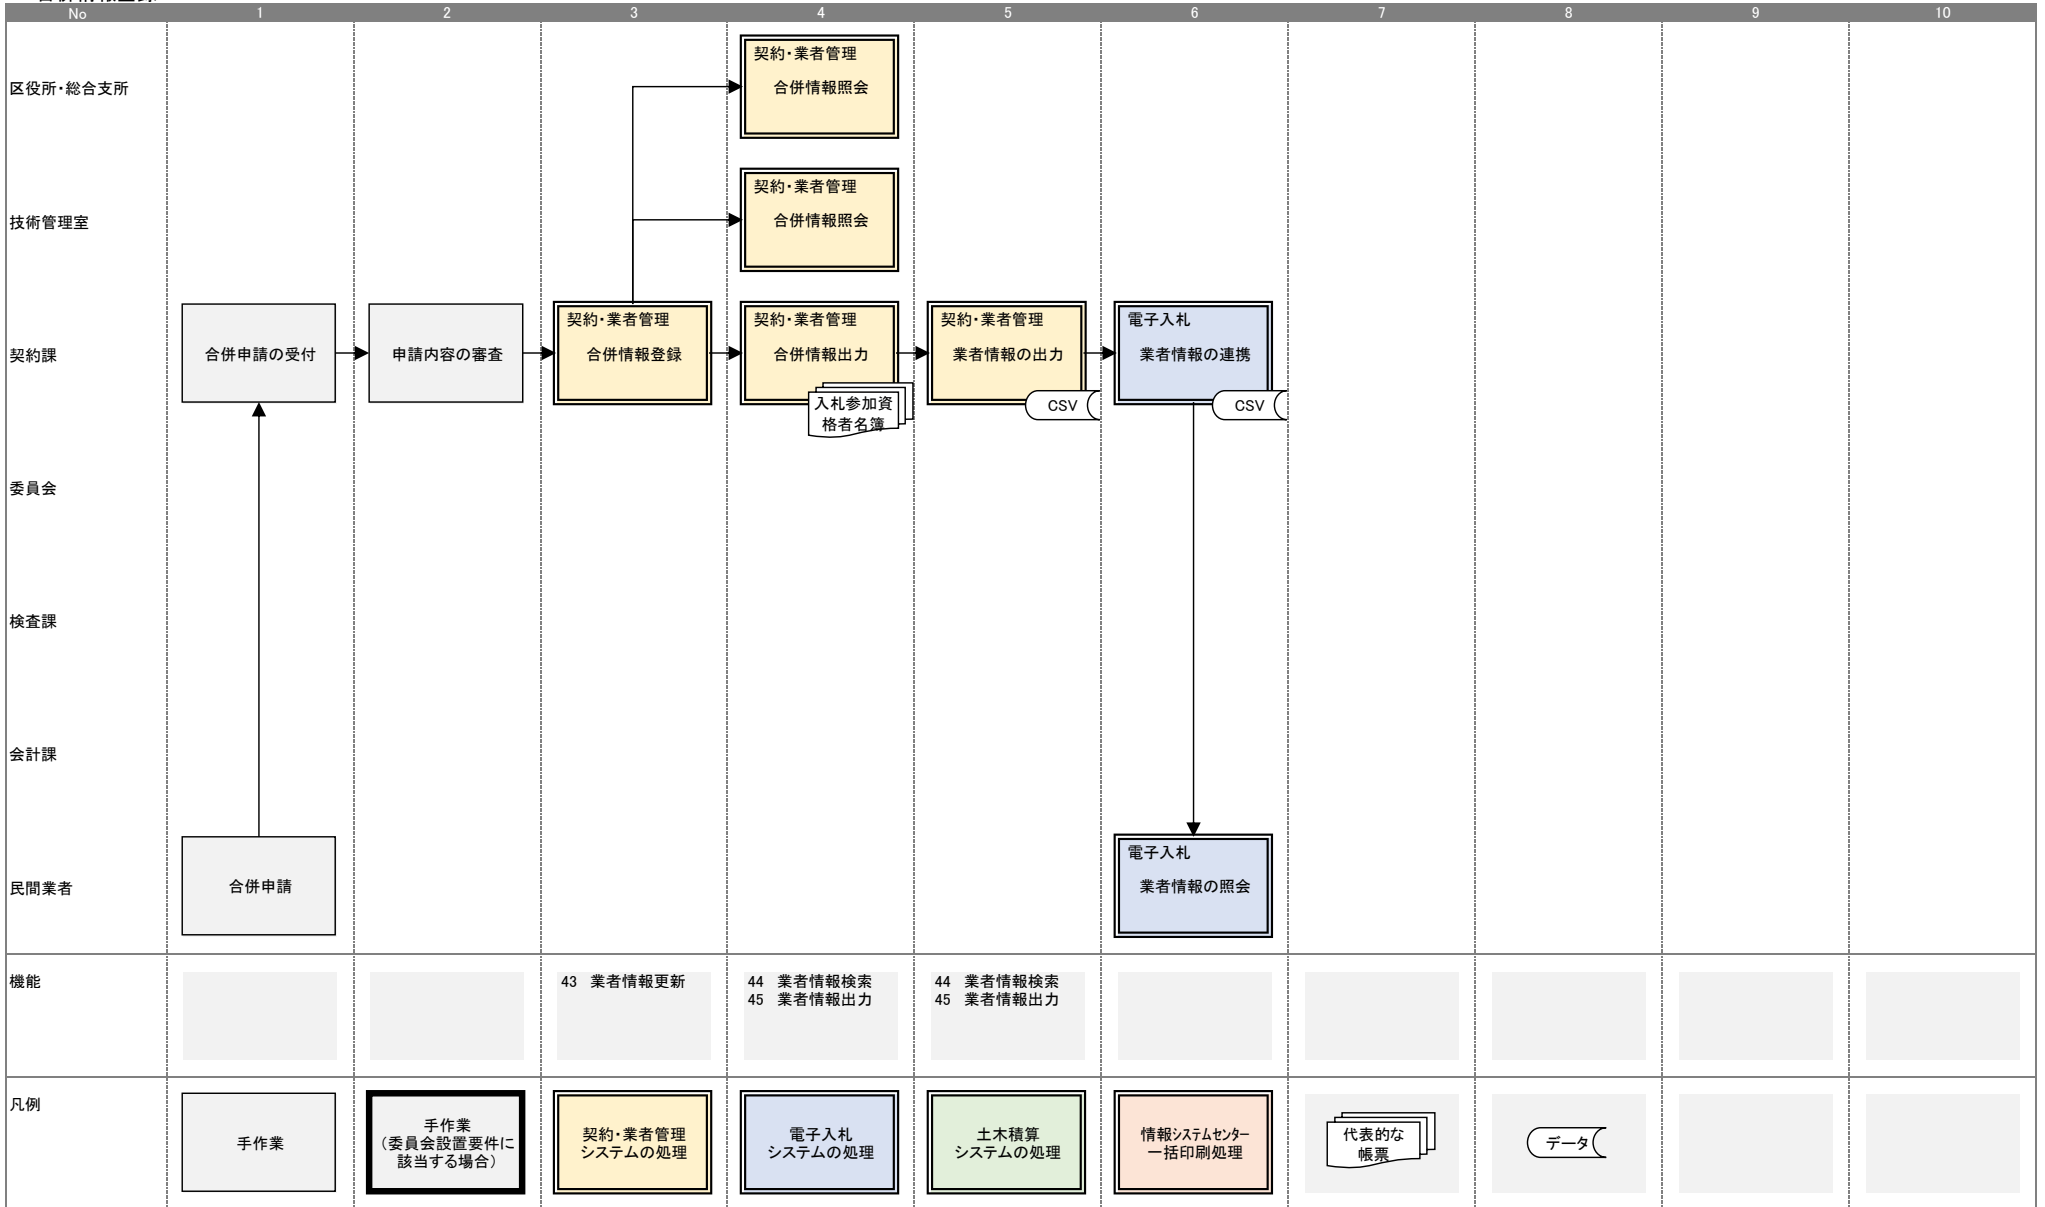 合併情報登録
No 1 2 3 4 5 6 7 8 9 10
区役所・総合支所
契約・業者管理
合併情報照会
技術管理室
契約・業者管理
合併情報照会
契約課
合併申請の受付
申請内容の審査
契約・業者管理
合併情報登録
契約・業者管理
合併情報出力
入札参加資
格者名簿
契約・業者管理
業者情報の出力
CSV
電子入札
業者情報の連携
CSV
委員会
検査課
会計課
民間業者
合併申請
電子入札
業者情報の照会
機能
43 業者情報更新
44 業者情報検索
45 業者情報出力
44 業者情報検索
45 業者情報出力
凡例
手作業
手作業
（委員会設置要件に
該当する場合）
契約・業者管理
システムの処理
電子入札
システムの処理
土木積算
システムの処理
情報システムセンター
一括印刷処理
代表的な
帳票
データ